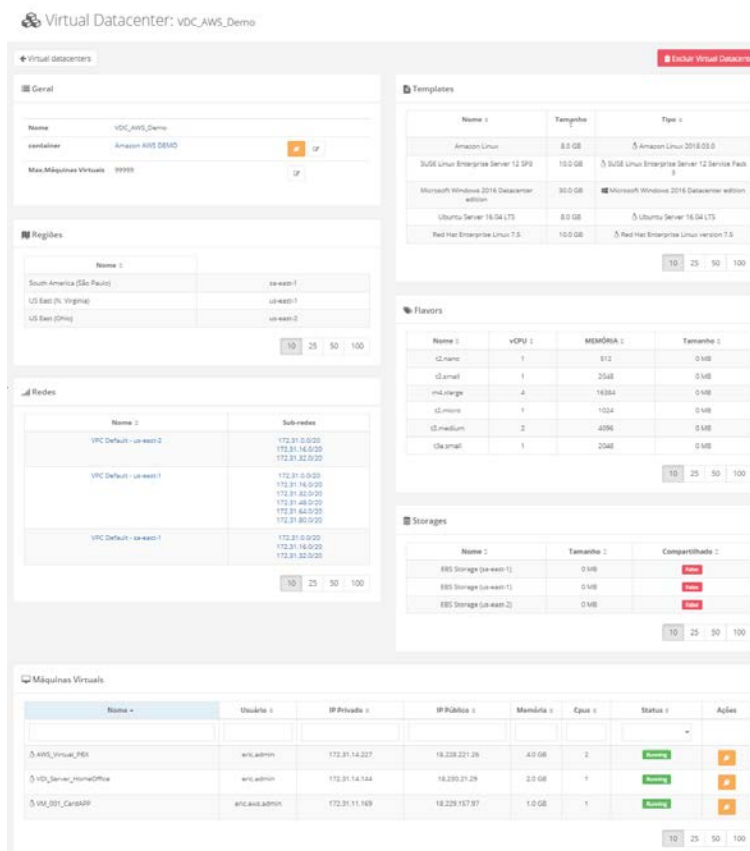 Virtual Datacenter: VDC_AWS_Demo
Virtual datacenters
Excluir Virtual Datacent
Geral
Nome VDC_AWS_Demo
container Amazon AWS DEMO
Max.Máquinas Virtuais 99999
Regiões
Nome
South America (São Paulo) sa-east-1
US East (N. Virginia) us-east-1
US East (Ohio) us-east-2
10 25 50 100
Redes
Nome Sub-redes
VPC Default - us-east-2 172.31.0.0/20
172.31.16.0/20
172.31.32.0/20
VPC Default - us-east-1 172.31.0.0/20
172.31.16.0/20
172.31.32.0/20
172.31.48.0/20
172.31.64.0/20
172.31.80.0/20
VPC Default - sa-east-1 172.31.0.0/20
172.31.16.0/20
172.31.32.0/20
10 25 50 100
Templates
Nome Tamanho Tipo
Amazon Linux 8.0 GB Amazon Linux 2018.03.0
SUSE Linux Enterprise Server 12 SP3 10.0 GB SUSE Linux Enterprise Server 12 Service Pack
3
Microsoft Windows 2016 Datacenter
edition 30.0 GB Microsoft Windows 2016 Datacenter edition
Ubuntu Server 16.04 LTS 8.0 GB Ubuntu Server 16.04 LTS
Red Hat Enterprise Linux 7.5 10.0 GB Red Hat Enterprise Linux version 7.5
10 25 50 100
Flavors
Nome vCPU MEMÓRIA Tamanho
t2.nano 1 512 0 MB
t2.small 1 2048 0 MB
m4.xlarge 4 16384 0 MB
t2.micro 1 1024 0 MB
t3.medium 2 4096 0 MB
t3a.small 1 2048 0 MB
10 25 50 100
Storages
Nome Tamanho Compartilhado
EBS Storage (sa-east-1) 0 MB False
EBS Storage (us-east-1) 0 MB False
EBS Storage (us-east-2) 0 MB False
10 25 50 100
Máquinas Virtuais
Nome Usuário IP Privado IP Público Memória Cpus Status Ações
AWS_Virtual_PBX eric.admin 172.31.14.227 18.228.221.26 4.0 GB 2 Running
VDI_Server_HomeOffice eric.admin 172.31.14.144 18.230.21.29 2.0 GB 1 Running
VM_001_CardAPP eric.aws.admin 172.31.11.169 18.229.157.97 1.0 GB 1 Running
10 25 50 100